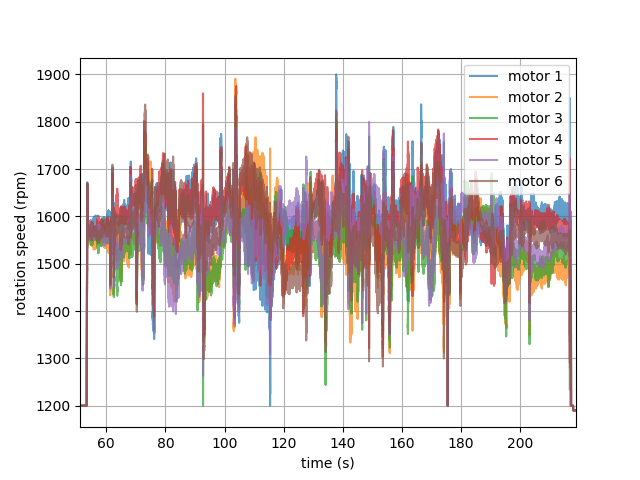 1900
1800
1700
1600
1500
1400
1300
1200
rotation speed (rpm)
motor 1
motor 2
motor 3
motor 4
motor 5
motor 6
60 80 100 120 140 160 180 200
time (s)